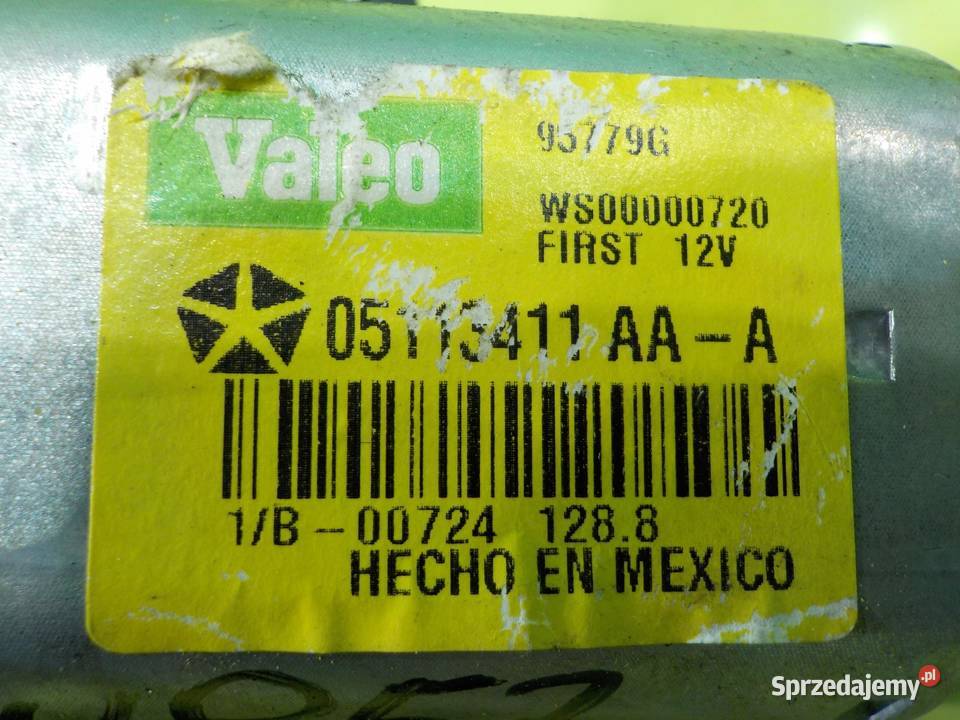 Valeo
95779G
WS00000720
FIRST 12V
05113411 AA-A
1/B-00724 128.8
HECHO EN MEXICO
Sprzedajemy.pl